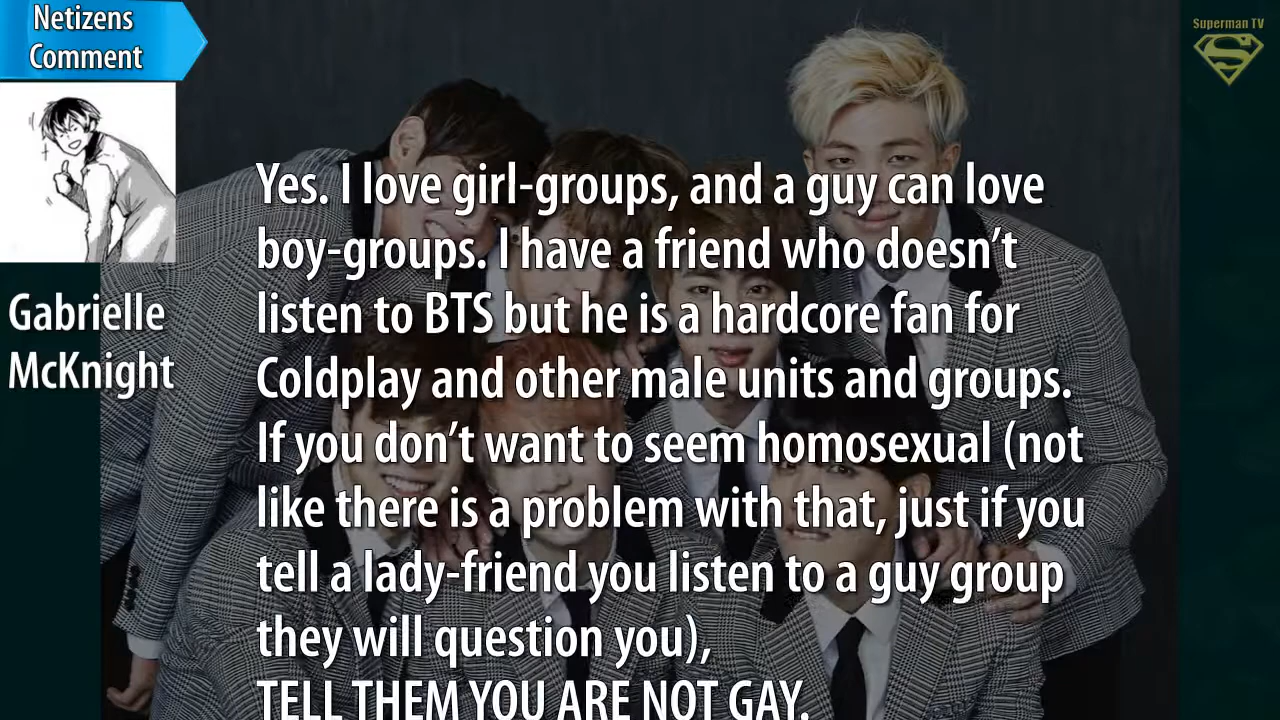 Netizens
Comment
Superman TV
Gabrielle
McKnight
Yes. I love girl-groups, and a guy can love
boy-groups. I have a friend who doesn’t
listen to BTS but he is a hardcore fan for
Coldplay and other male units and groups.
If you don’t want to seem homosexual (not
like there is a problem with that, just if you
tell a lady-friend you listen to a guy group
they will question you),
TELL THEM YOU ARE NOT GAY.